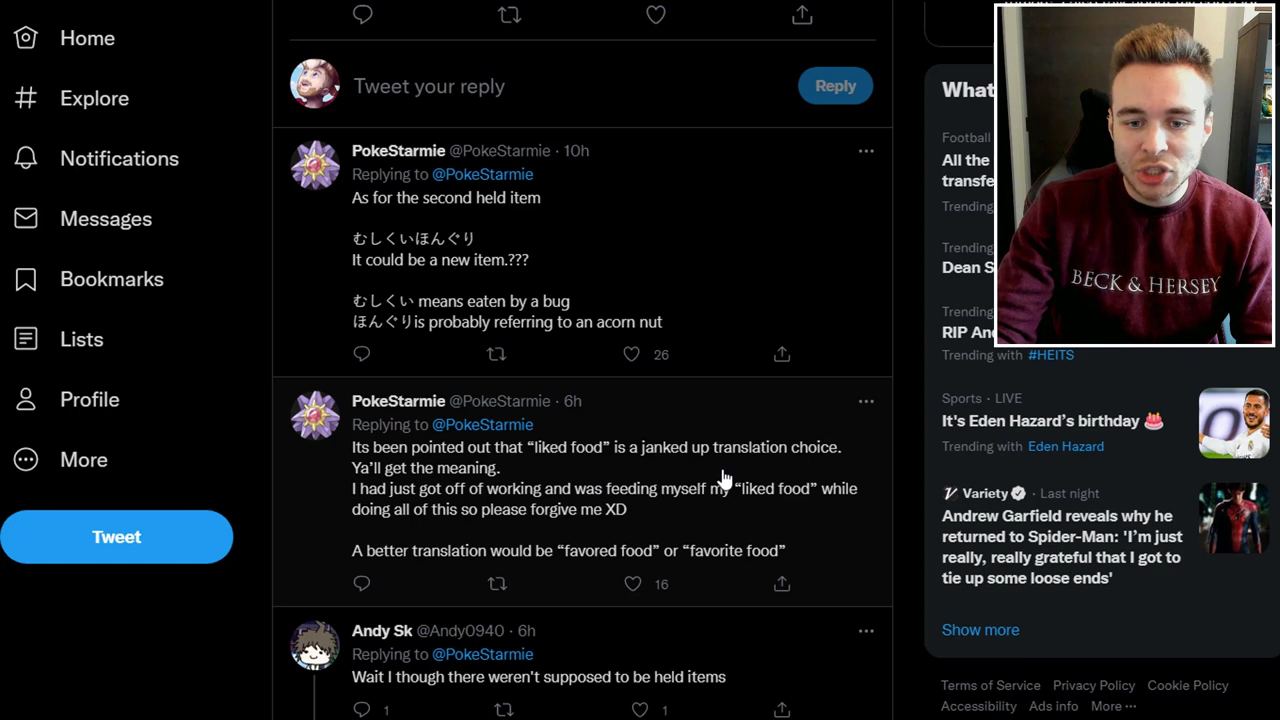 Home
Explore
Notifications
Messages
Bookmarks
Lists
Profile
More
Tweet
Tweet your reply
Reply
PokeStarmie @PokeStarmie · 10h
Replying to @PokeStarmie
As for the second held item
むしくいほんぐり
It could be a new item.???
むしくい means eaten by a bug
ほんぐりis probably referring to an acorn nut
26
PokeStarmie @PokeStarmie · 6h
Replying to @PokeStarmie
Its been pointed out that “liked food” is a janked up translation choice.
Ya’ll get the meaning.
I had just got off of working and was feeding myself my “liked food” while
doing all of this so please forgive me XD
A better translation would be “favored food” or “favorite food”
16
Andy Sk @Andy0940 · 6h
Replying to @PokeStarmie
Wait I though there weren't supposed to be held items
1
1
What
Football
All the
transfe
Trending
Trending
Dean S
Trending
RIP An
Trending with #HEITS
Sports · LIVE
It's Eden Hazard’s birthday 🎂
Trending with Eden Hazard
Variety · Last night
Andrew Garfield reveals why he
returned to Spider-Man: 'I’m just
really, really grateful that I got to
tie up some loose ends'
Show more
Terms of Service Privacy Policy Cookie Policy
Accessibility Ads info More ···
BECK & HERSEY